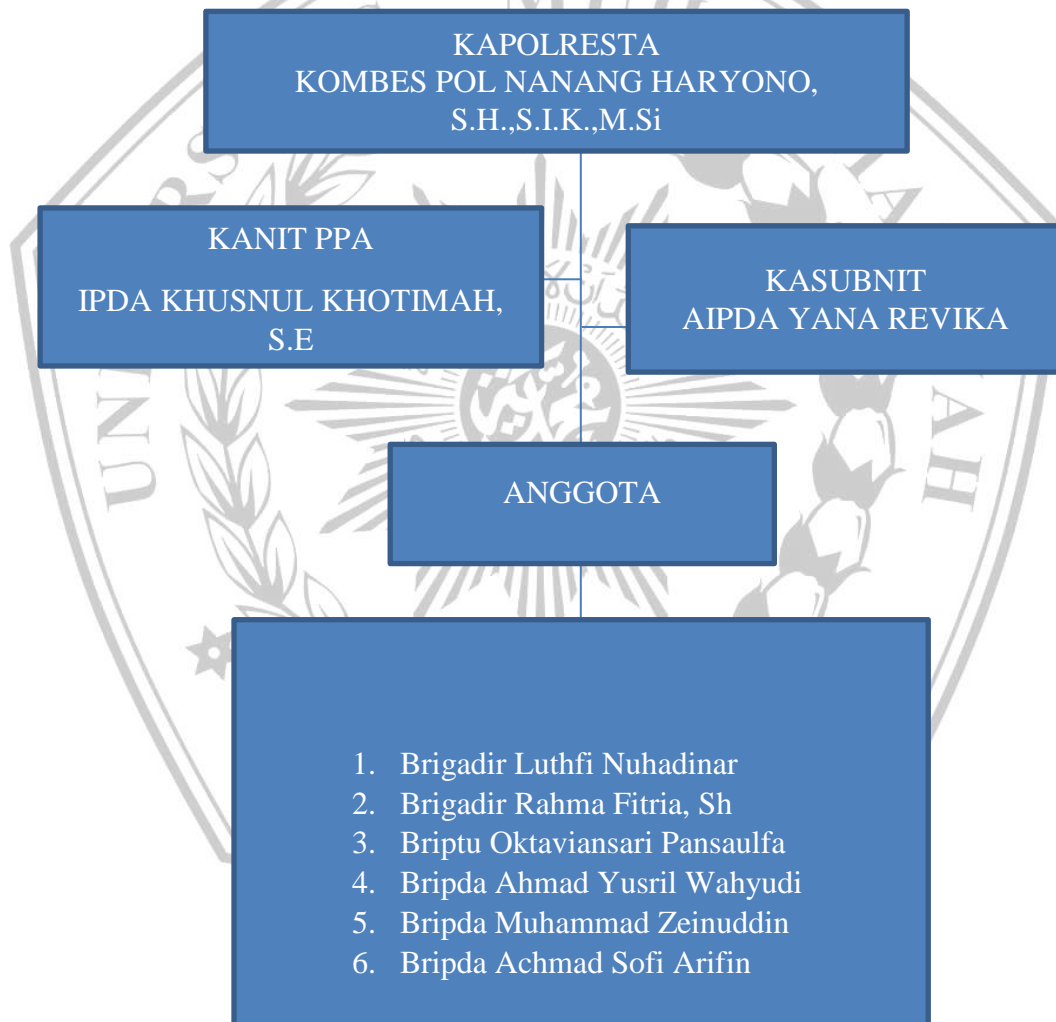 KAPOLRESTA
KOMBES POL NANANG HARYONO,
S.H.,S.I.K.,M.Si
KANIT PPA
IPDA KHUSNUL KHOTIMAH,
S.E
KASUBNIT
AIPDA YANA REVIKA
ANGGOTA
1. Brigadir Luthfi Nuhadinar
2. Brigadir Rahma Fitria, Sh
3. Briptu Oktaviansari Pansaulfa
4. Bripda Ahmad Yusril Wahyudi
5. Bripda Muhammad Zeinuddin
6. Bripda Achmad Sofi Arifin